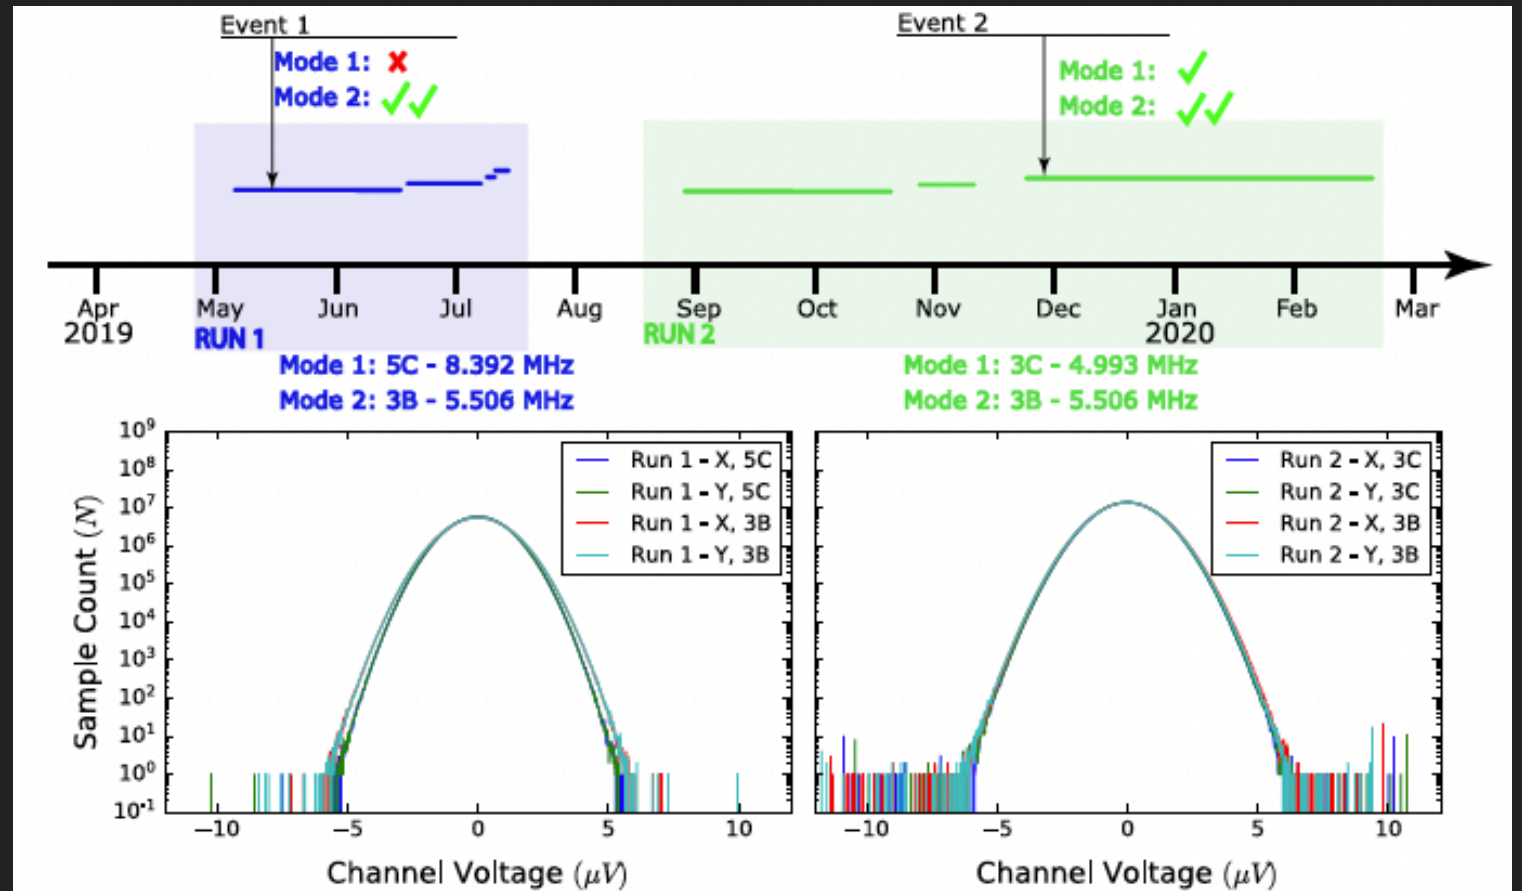 Event 1
Mode 1: ✗
Mode 2: ✓✓
Event 2
Mode 1: ✓
Mode 2: ✓✓
Apr May Jun Jul Aug Sep Oct Nov Dec Jan Feb Mar
2019 2020
RUN 1
RUN 2
Mode 1: 5C - 8.392 MHz
Mode 2: 3B - 5.506 MHz
Mode 1: 3C - 4.993 MHz
Mode 2: 3B - 5.506 MHz
Sample Count (N)
10⁹
10⁸
10⁷
10⁶
10⁵
10⁴
10³
10²
10¹
10⁰
10⁻¹
Run 1 - X, 5C
Run 1 - Y, 5C
Run 1 - X, 3B
Run 1 - Y, 3B
−10 −5 0 5 10
Channel Voltage (μV)
Run 2 - X, 3C
Run 2 - Y, 3C
Run 2 - X, 3B
Run 2 - Y, 3B
−10 −5 0 5 10
Channel Voltage (μV)